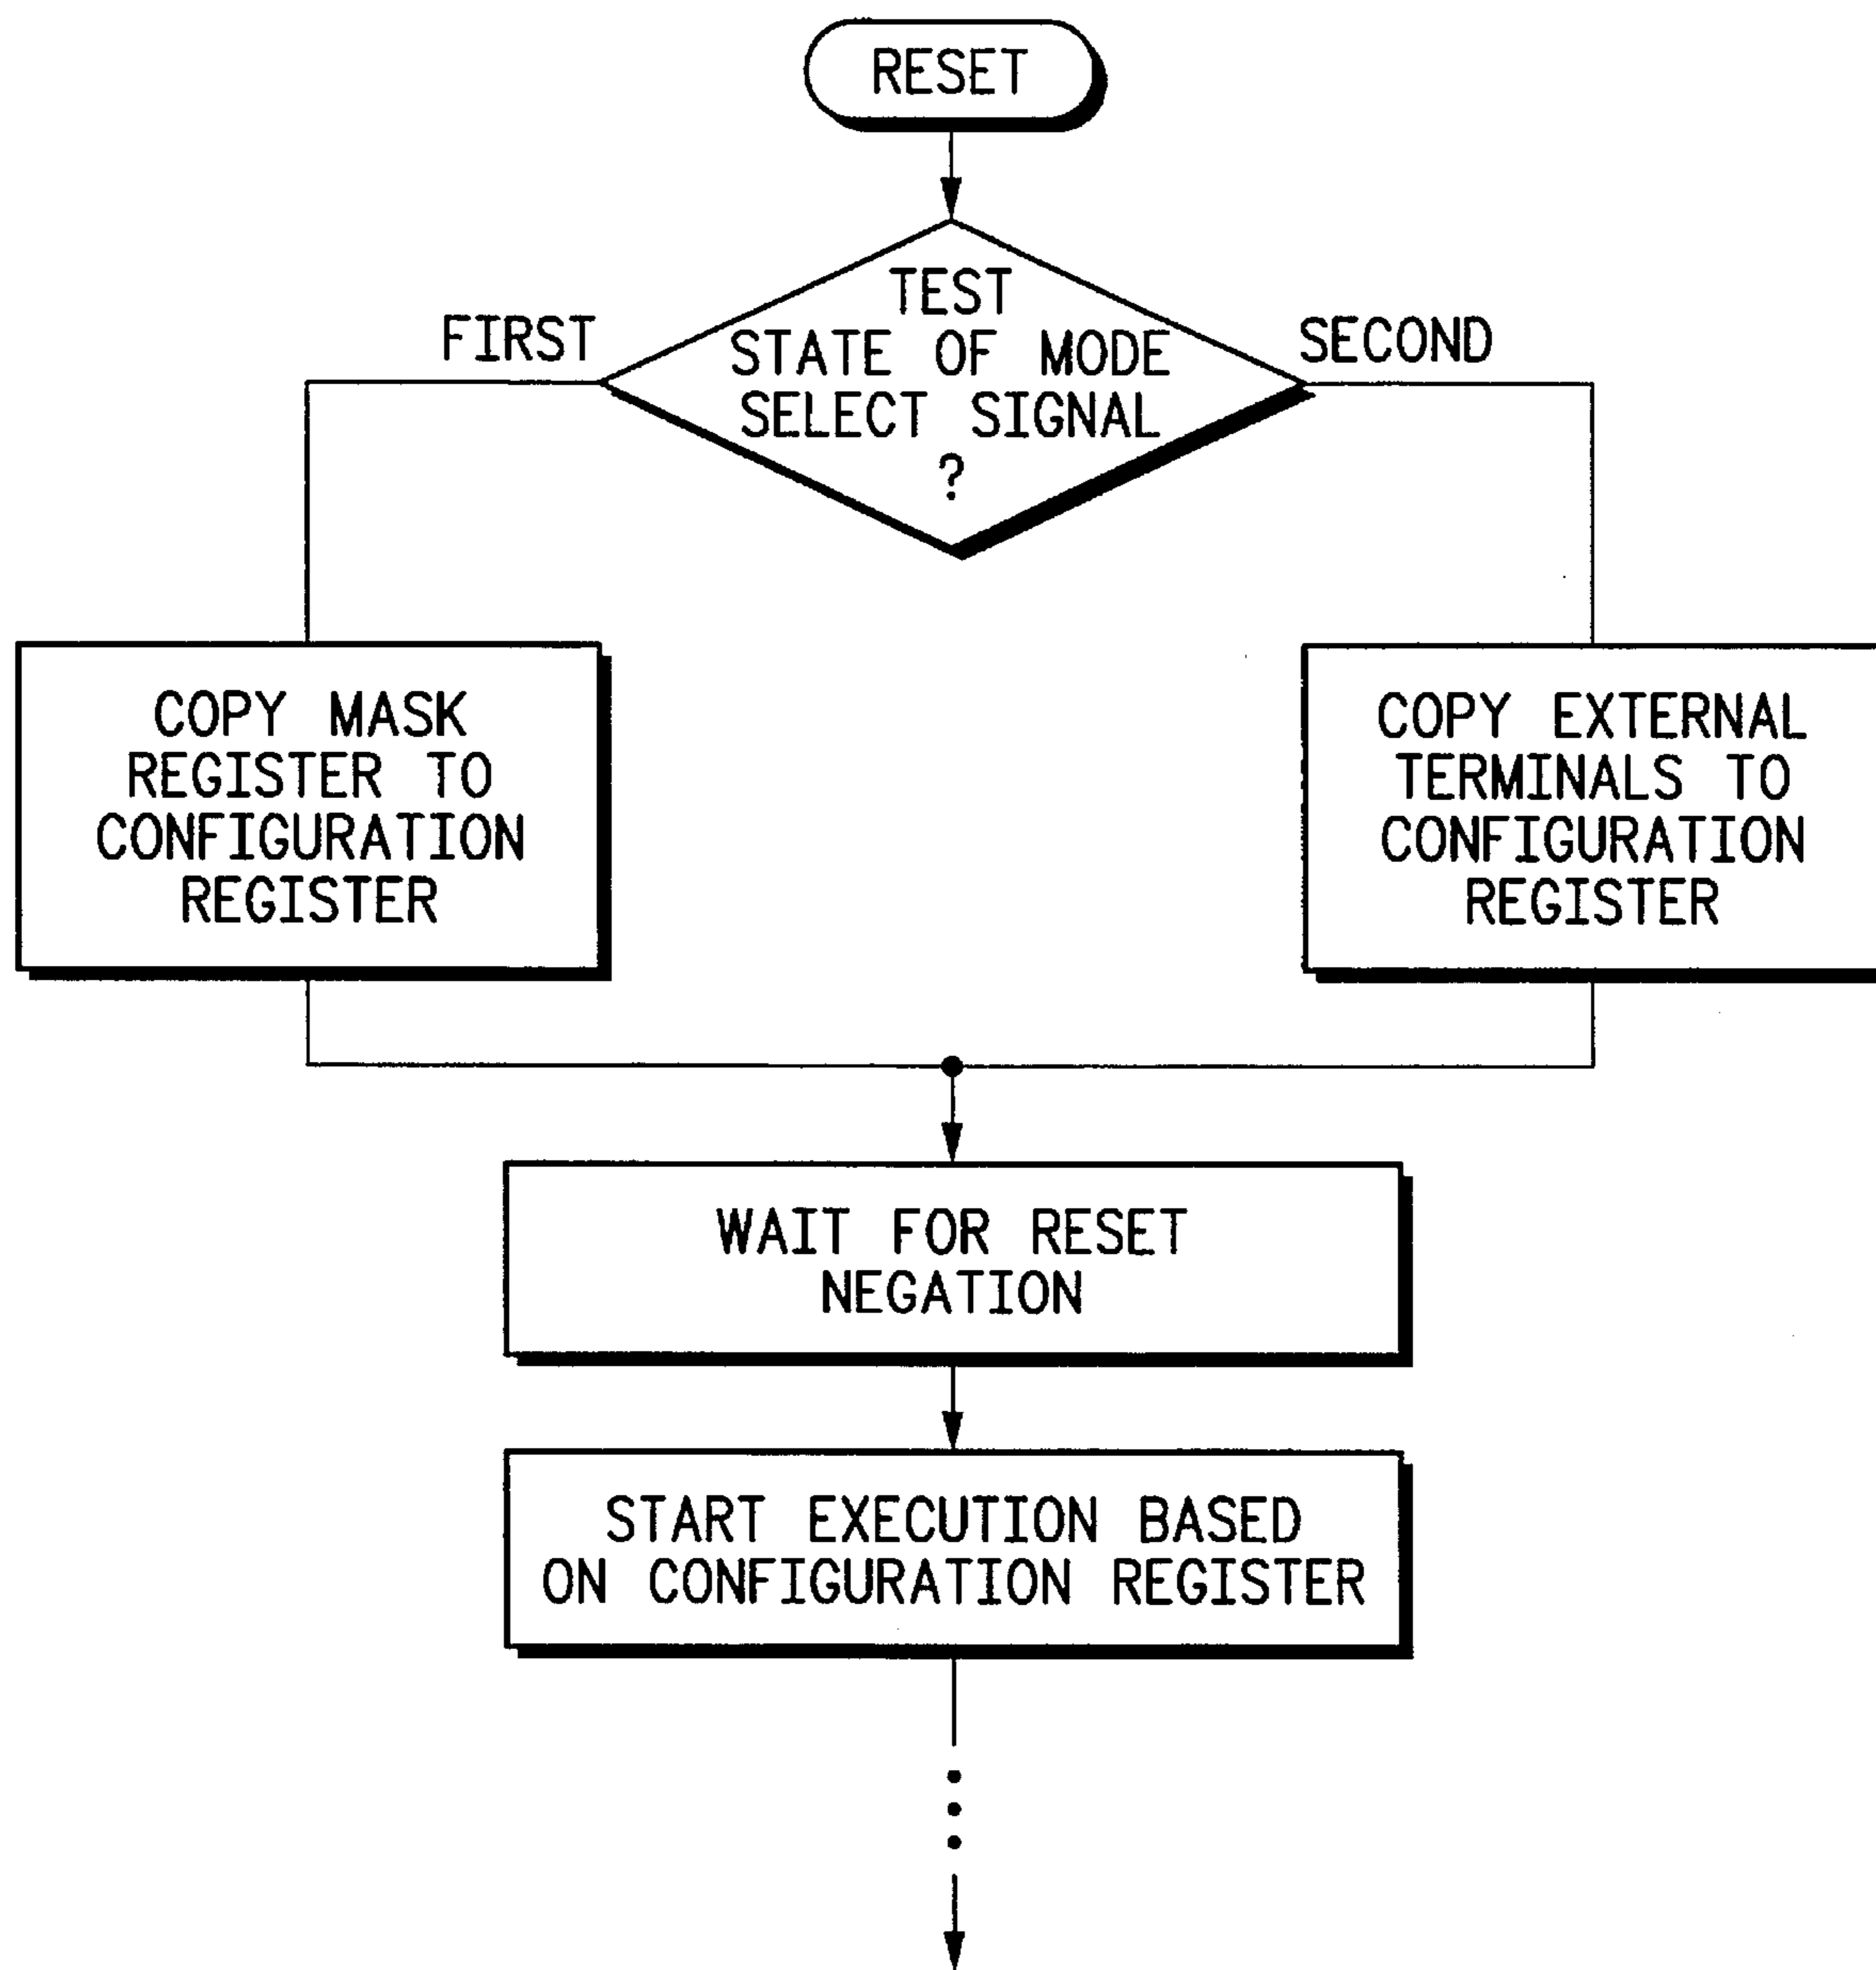 RESET
TEST
STATE OF MODE
SELECT SIGNAL
?
FIRST
SECOND
COPY MASK
REGISTER TO
CONFIGURATION
REGISTER
COPY EXTERNAL
TERMINALS TO
CONFIGURATION
REGISTER
WAIT FOR RESET
NEGATION
START EXECUTION BASED
ON CONFIGURATION REGISTER